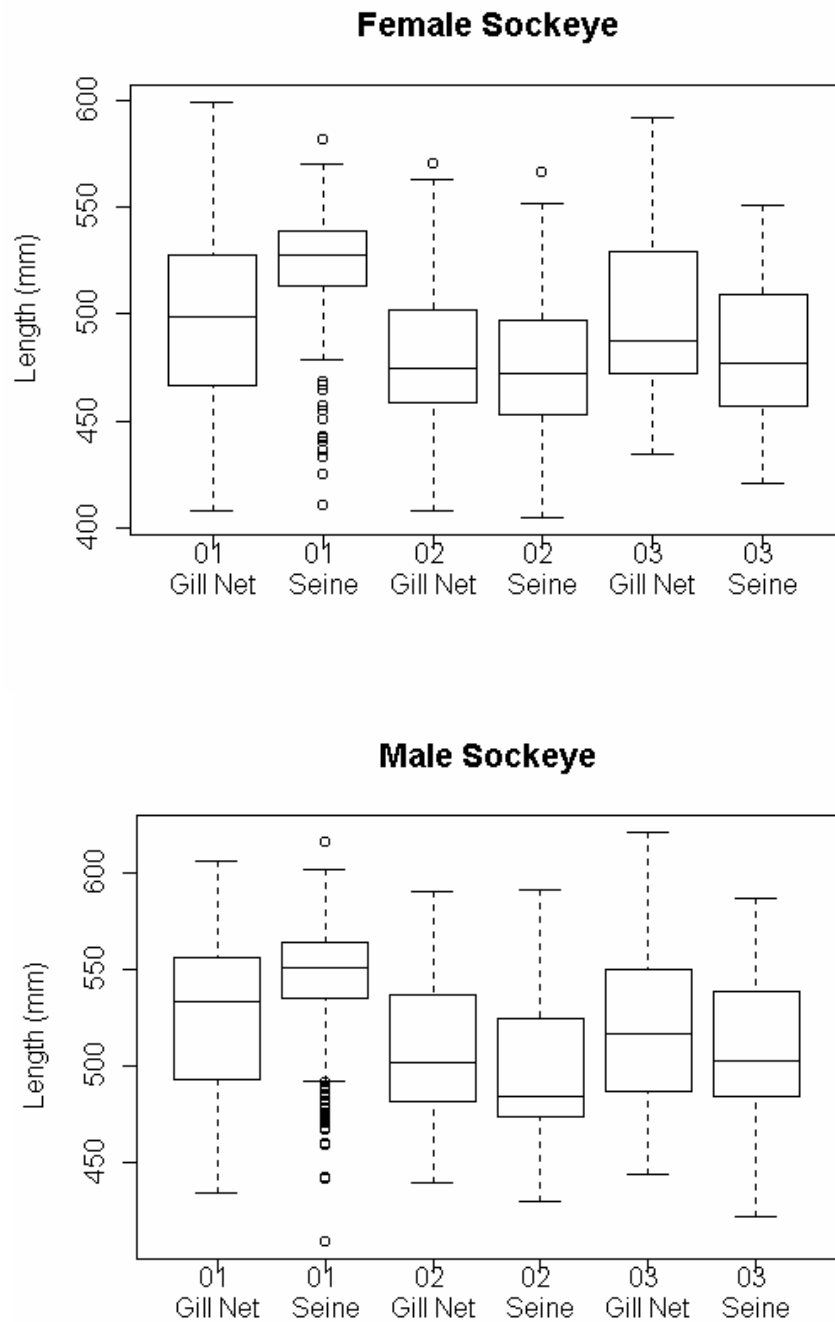 Female Sockeye
600
550
500
450
400
Length (mm)
01 01 02 02 03 03
Gill Net Seine Gill Net Seine Gill Net Seine
Male Sockeye
600
550
500
450
Length (mm)
01 01 02 02 03 03
Gill Net Seine Gill Net Seine Gill Net Seine